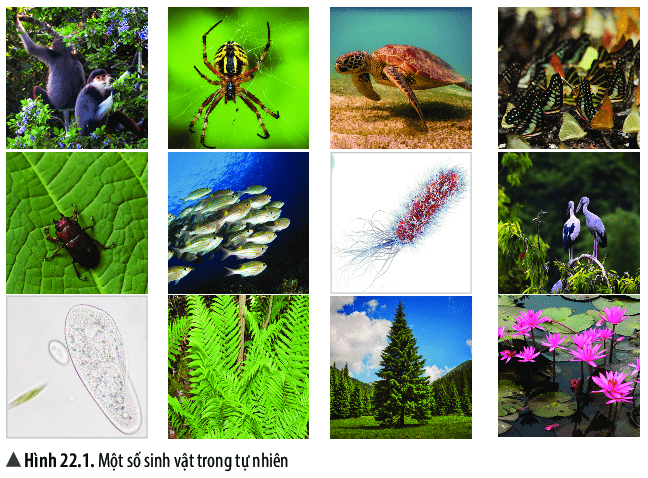 ▲ Hình 22.1. Một số sinh vật trong tự nhiên